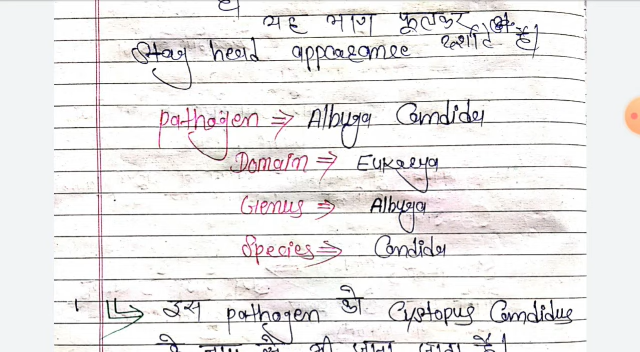 है।
यह भाग फूलकर
Stag head appearance दर्शाते हैं।
Pathogen ⇒ Albuga Candida
Domain ⇒ Eukarya
Genus ⇒ Albuga
Species ⇒ Candida
इस pathogen को Cystopus Candidus
के नाम से भी जाना जाता है।